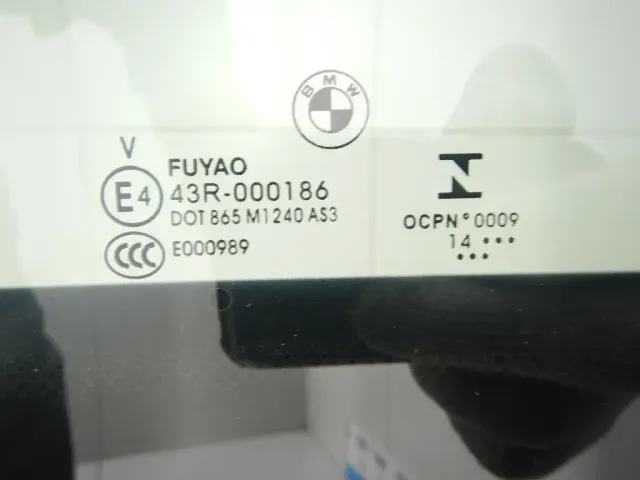 BMW
V
FUYAO
E4
43R-000186
DOT 865 M1240 AS3
CCC
E000989
N
OCPN°0009
14 •••
•••